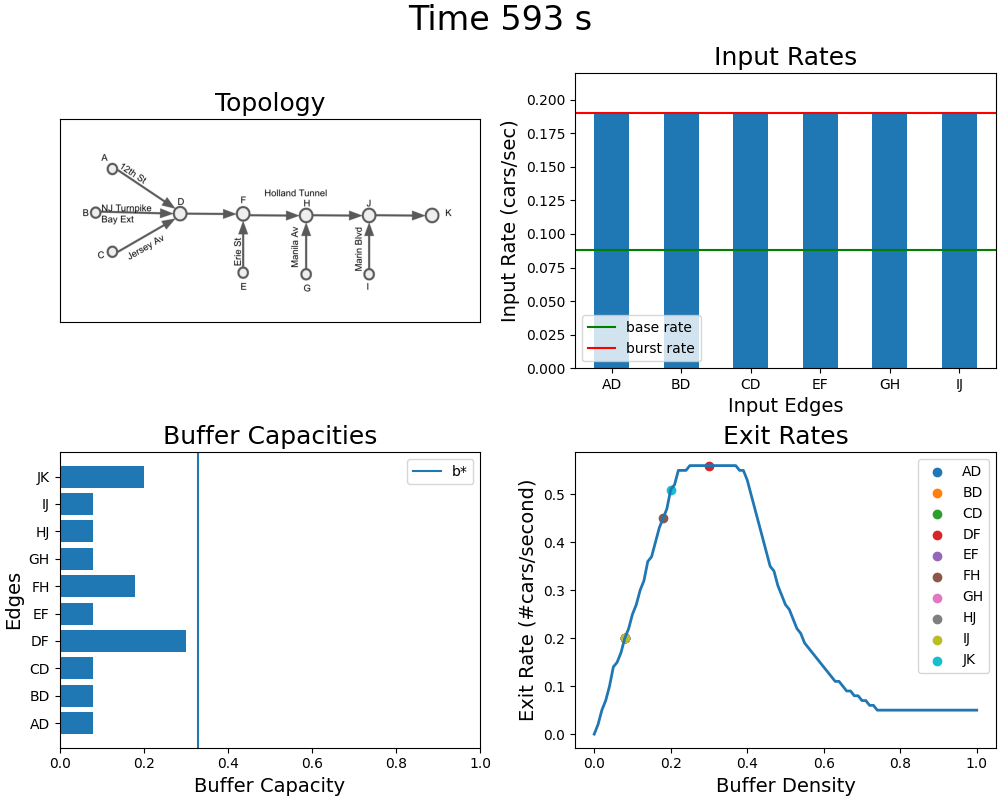 Time 593 s
Topology
A
12th St
B
NJ Turnpike
Bay Ext
C
Jersey Av
D
F
Holland Tunnel
H
J
K
Erie St
Manila Av
Marin Blvd
E
G
I
Input Rates
Input Rate (cars/sec)
0.200
0.175
0.150
0.125
0.100
0.075
0.050
0.025
0.000
base rate
burst rate
AD BD CD EF GH IJ
Input Edges
Buffer Capacities
Edges
JK
IJ
HJ
GH
FH
EF
DF
CD
BD
AD
b*
0.0 0.2 0.4 0.6 0.8 1.0
Buffer Capacity
Exit Rates
Exit Rate (#cars/second)
0.5
0.4
0.3
0.2
0.1
0.0
AD
BD
CD
DF
EF
FH
GH
HJ
IJ
JK
0.0 0.2 0.4 0.6 0.8 1.0
Buffer Density